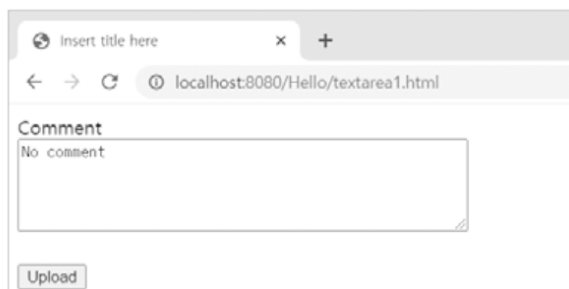 Insert title here
localhost:8080/Hello/textarea1.html
Comment
No comment
Upload